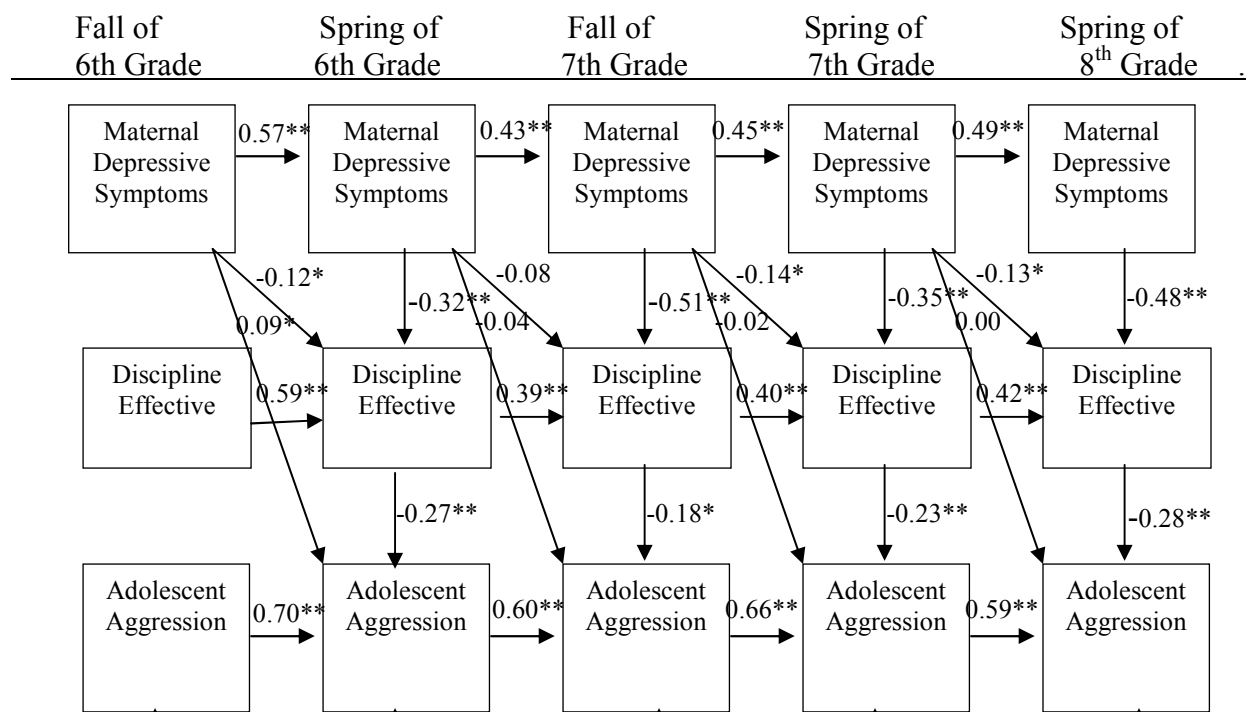 Fall of Spring of Fall of Spring of Spring of
6th Grade 6th Grade 7th Grade 7th Grade 8th Grade .
Maternal Maternal Maternal Maternal Maternal
0.57** 0.43** 0.45** 0.49**
Depressive Depressive Depressive Depressive Depressive
Symptoms Symptoms Symptoms Symptoms Symptoms
-0.12* -0.08 -0.14* -0.13*
-0.32** -0.51** -0.35** -0.48**
0.09* -0.04 -0.02 0.00
Discipline Discipline Discipline Discipline Discipline
Effective Effective Effective Effective Effective
0.59** 0.39** 0.40** 0.42**
-0.27** -0.18* -0.23** -0.28**
Adolescent Adolescent Adolescent Adolescent Adolescent
Aggression Aggression Aggression Aggression Aggression
0.70** 0.60** 0.66** 0.59**